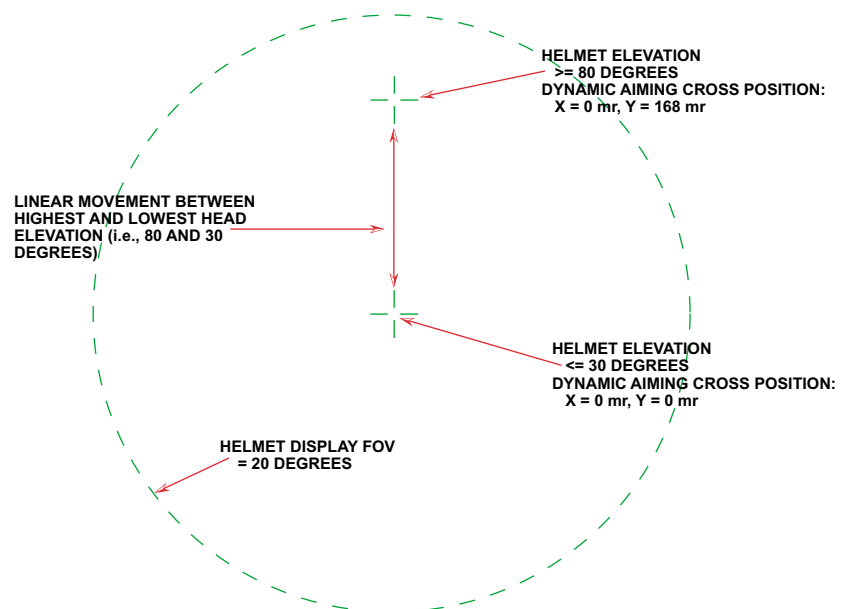 HELMET ELEVATION
>= 80 DEGREES
DYNAMIC AIMING CROSS POSITION:
X = 0 mr, Y = 168 mr
LINEAR MOVEMENT BETWEEN
HIGHEST AND LOWEST HEAD
ELEVATION (i.e., 80 AND 30
DEGREES)
HELMET ELEVATION
<= 30 DEGREES
DYNAMIC AIMING CROSS POSITION:
X = 0 mr, Y = 0 mr
HELMET DISPLAY FOV
= 20 DEGREES